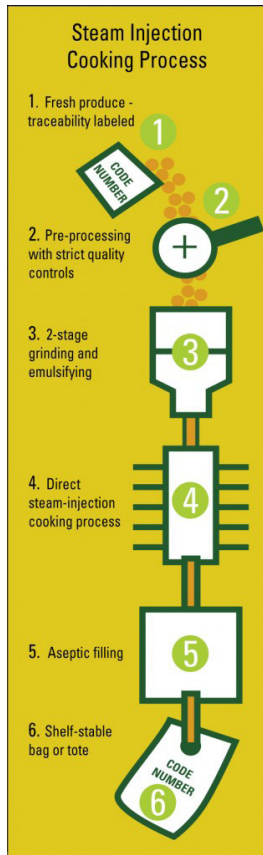 Steam Injection
Cooking Process
1. Fresh produce -
traceability labeled
1
CODE
NUMBER
2
2. Pre-processing
with strict quality
controls
3. 2-stage
grinding and
emulsifying
3
4. Direct
steam-injection
cooking process
4
5. Aseptic filling
5
6. Shelf-stable
bag or tote
CODE
NUMBER
6